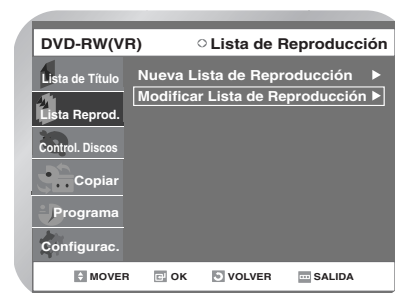 DVD-RW(VR) Lista de Reproducción
Lista de Título
Nueva Lista de Reproducción
Lista Reprod.
Modificar Lista de Reproducción
Control. Discos
Copiar
Programa
Configurac.
MOVER OK VOLVER SALIDA